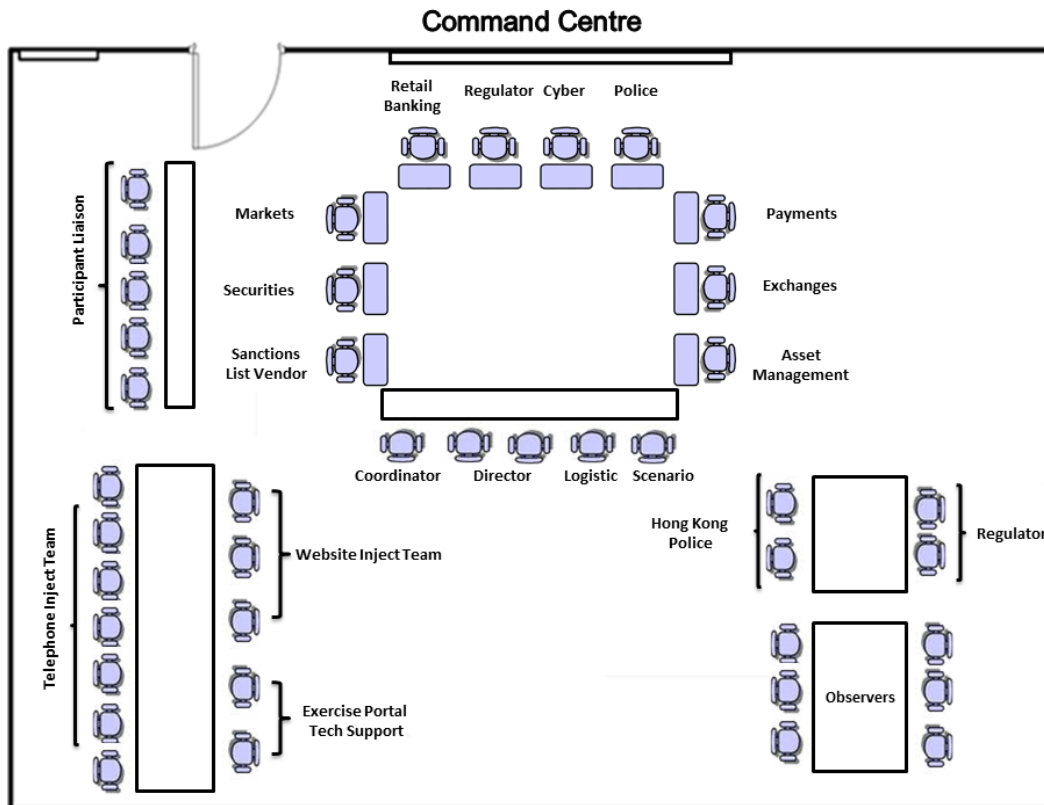 Command Centre
Retail
Banking
Regulator
Cyber
Police
Markets
Payments
Participant Liaison
Securities
Exchanges
Sanctions
List Vendor
Asset
Management
Coordinator
Director
Logistic
Scenario
Telephone Inject Team
Website Inject Team
Hong Kong
Police
Regulator
Exercise Portal
Tech Support
Observers